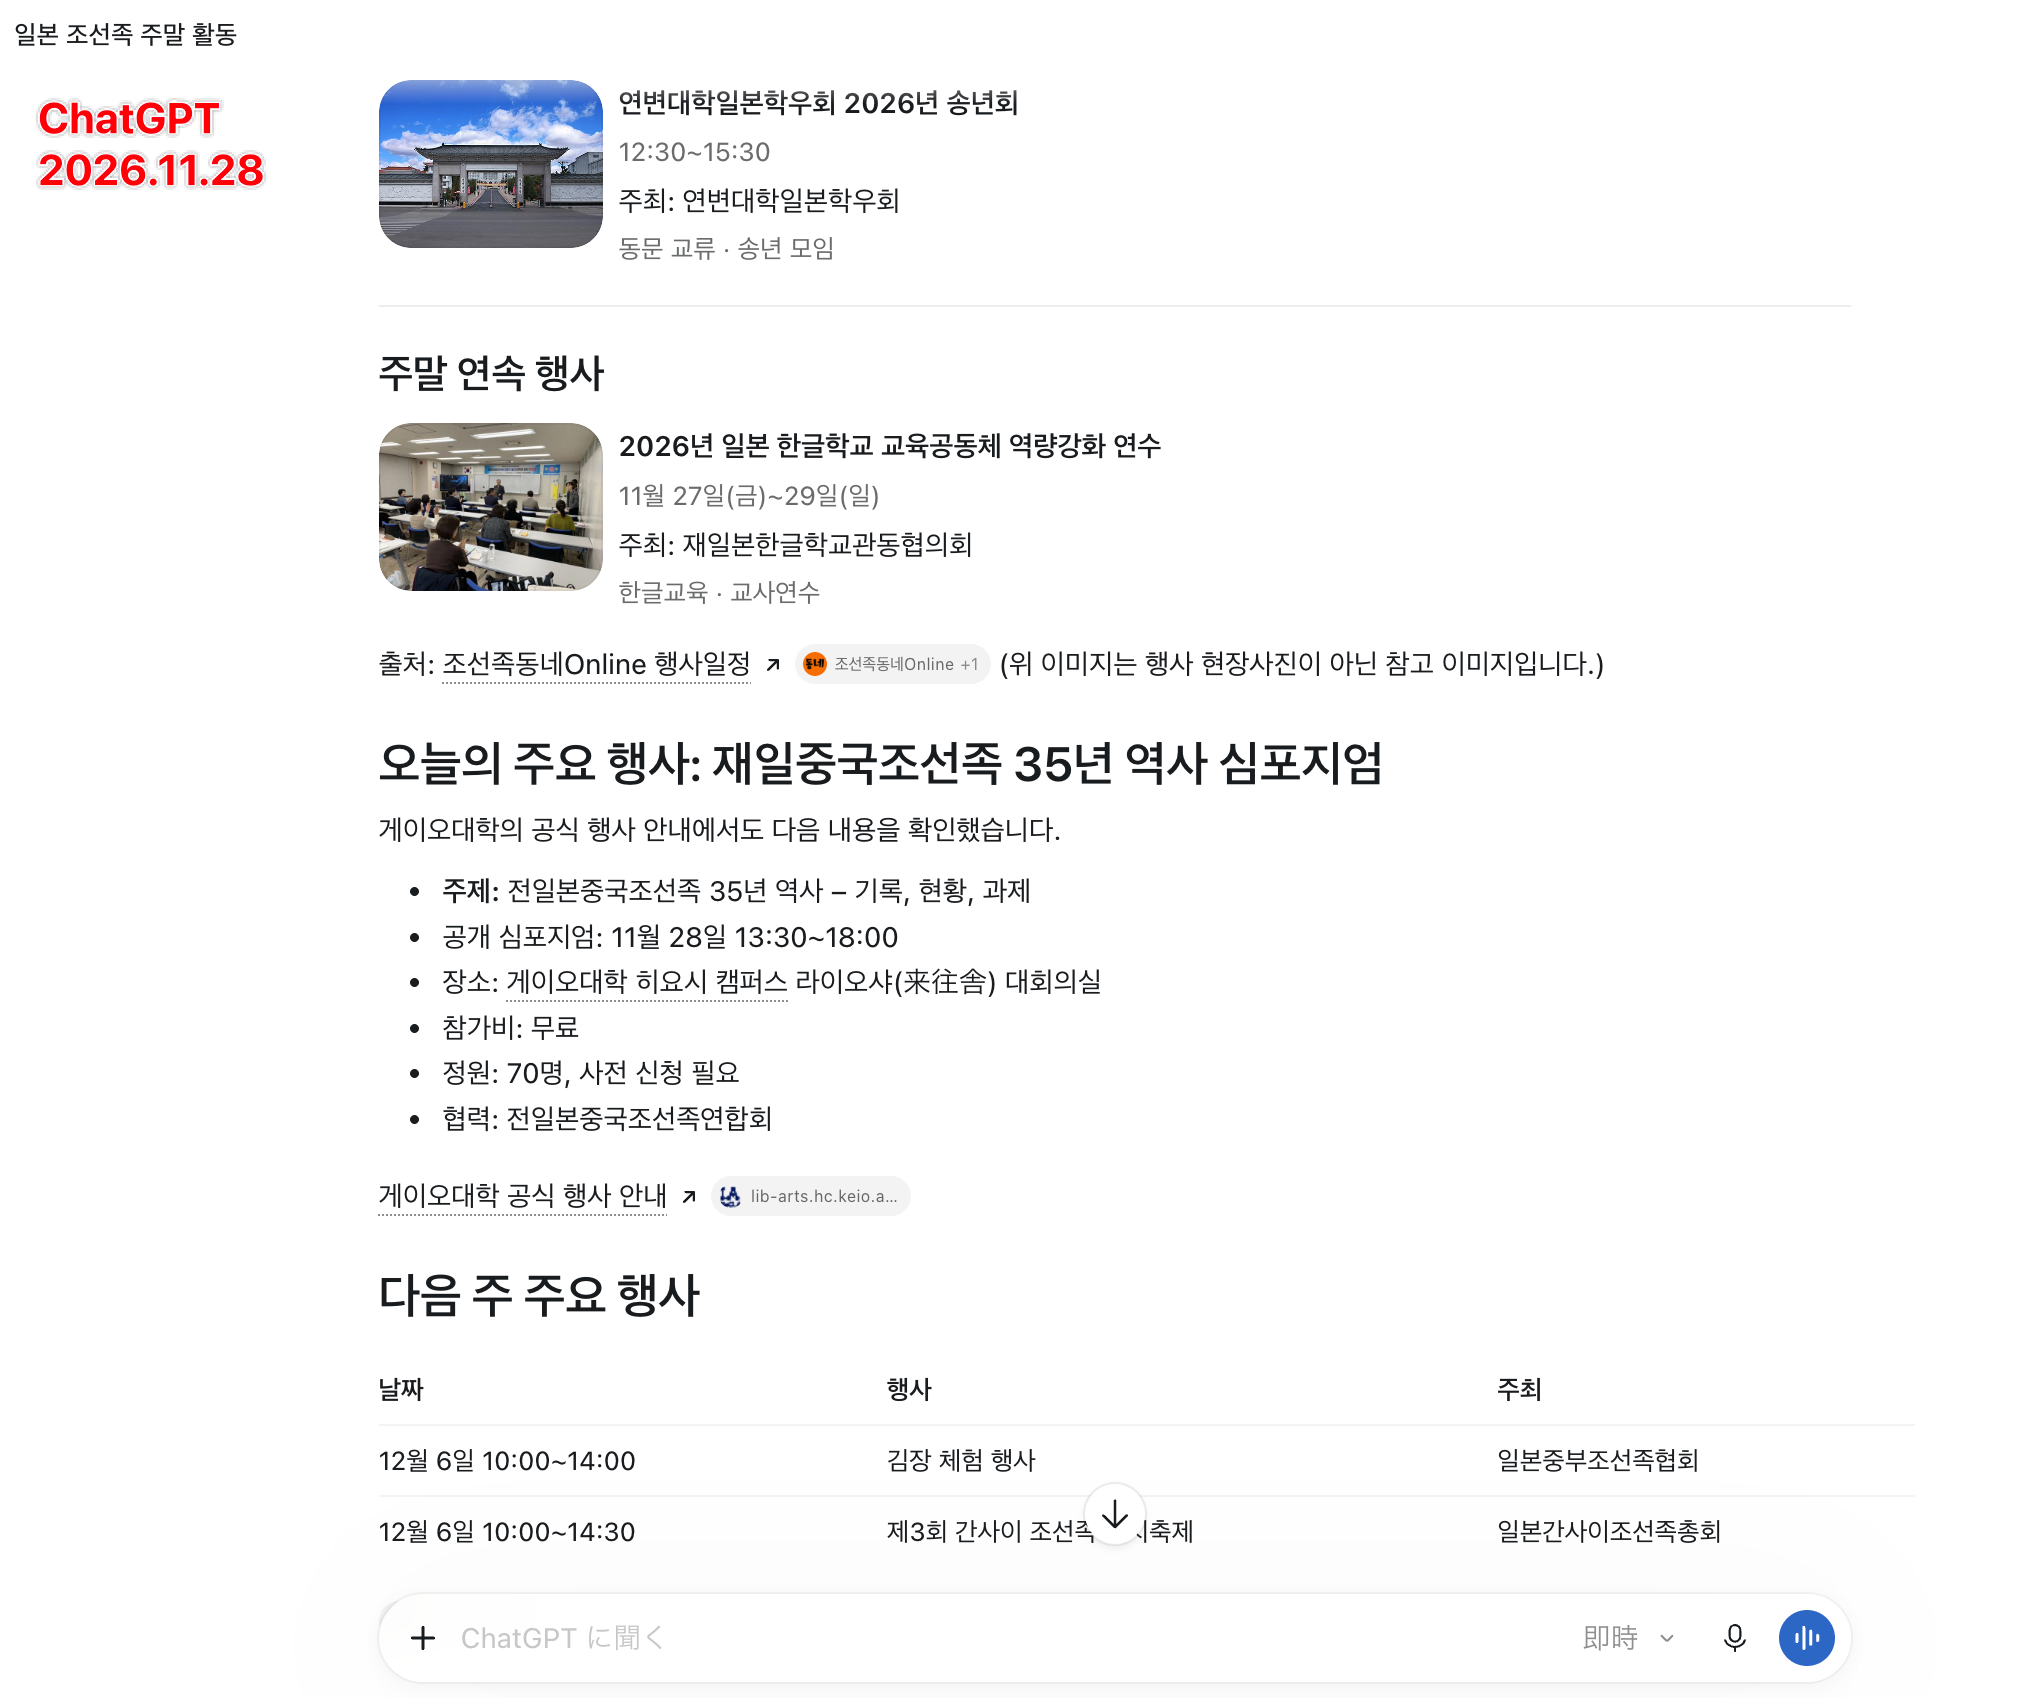 일본 조선족 주말 활동
ChatGPT
2026.11.28
연변대학일본학우회 2026년 송년회
12:30~15:30
주최: 연변대학일본학우회
동문 교류 · 송년 모임
주말 연속 행사
2026년 일본 한글학교 교육공동체 역량강화 연수
11월 27일(금)~29일(일)
주최: 재일본한글학교관동협의회
한글교육 · 교사연수
출처: 조선족동네Online 행사일정 ↗ 동네 조선족동네Online +1 (위 이미지는 행사 현장사진이 아닌 참고 이미지입니다.)
오늘의 주요 행사: 재일중국조선족 35년 역사 심포지엄
게이오대학의 공식 행사 안내에서도 다음 내용을 확인했습니다.
• 주제: 전일본중국조선족 35년 역사 – 기록, 현황, 과제
• 공개 심포지엄: 11월 28일 13:30~18:00
• 장소: 게이오대학 히요시 캠퍼스 라이오샤(来往舎) 대회의실
• 참가비: 무료
• 정원: 70명, 사전 신청 필요
• 협력: 전일본중국조선족연합회
게이오대학 공식 행사 안내 ↗ lib-arts.hc.keio.a...
다음 주 주요 행사
날짜 행사 주최
12월 6일 10:00~14:00 김장 체험 행사 일본중부조선족협회
12월 6일 10:00~14:30 제3회 간사이 조선족 축제 일본간사이조선족총회
ChatGPT に聞く 即時